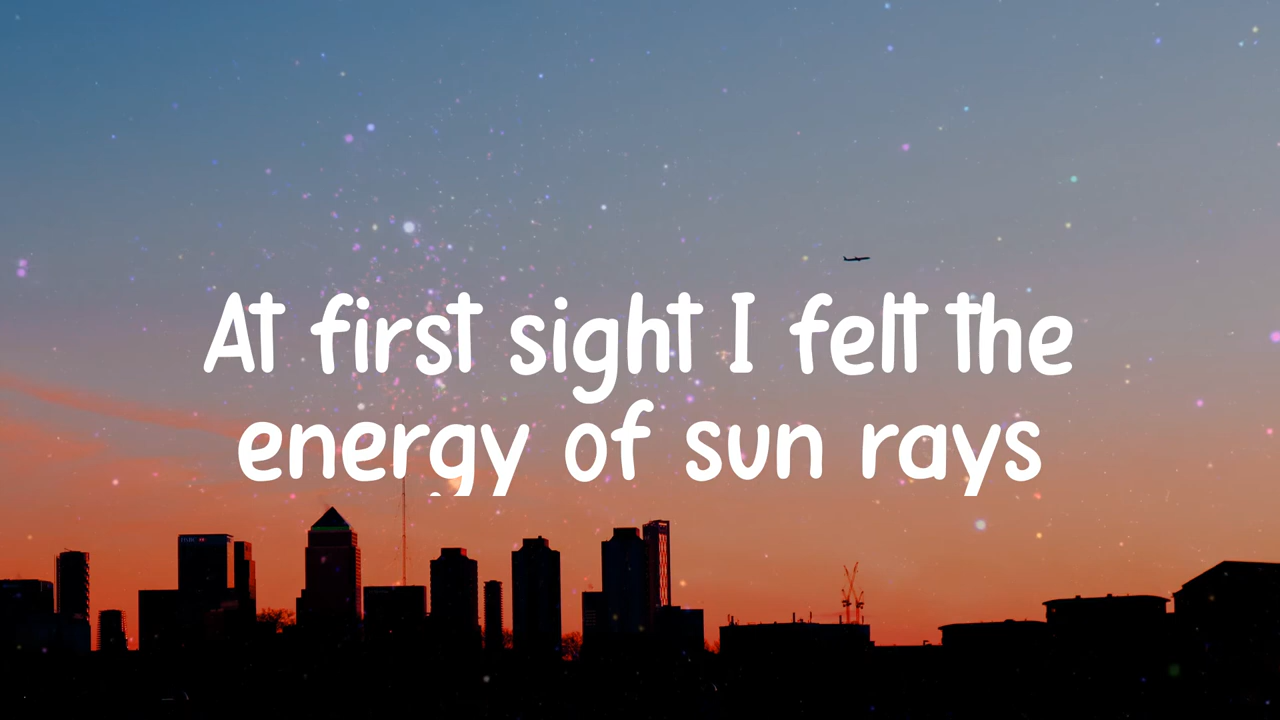 At first sight I felt the
energy of sun rays